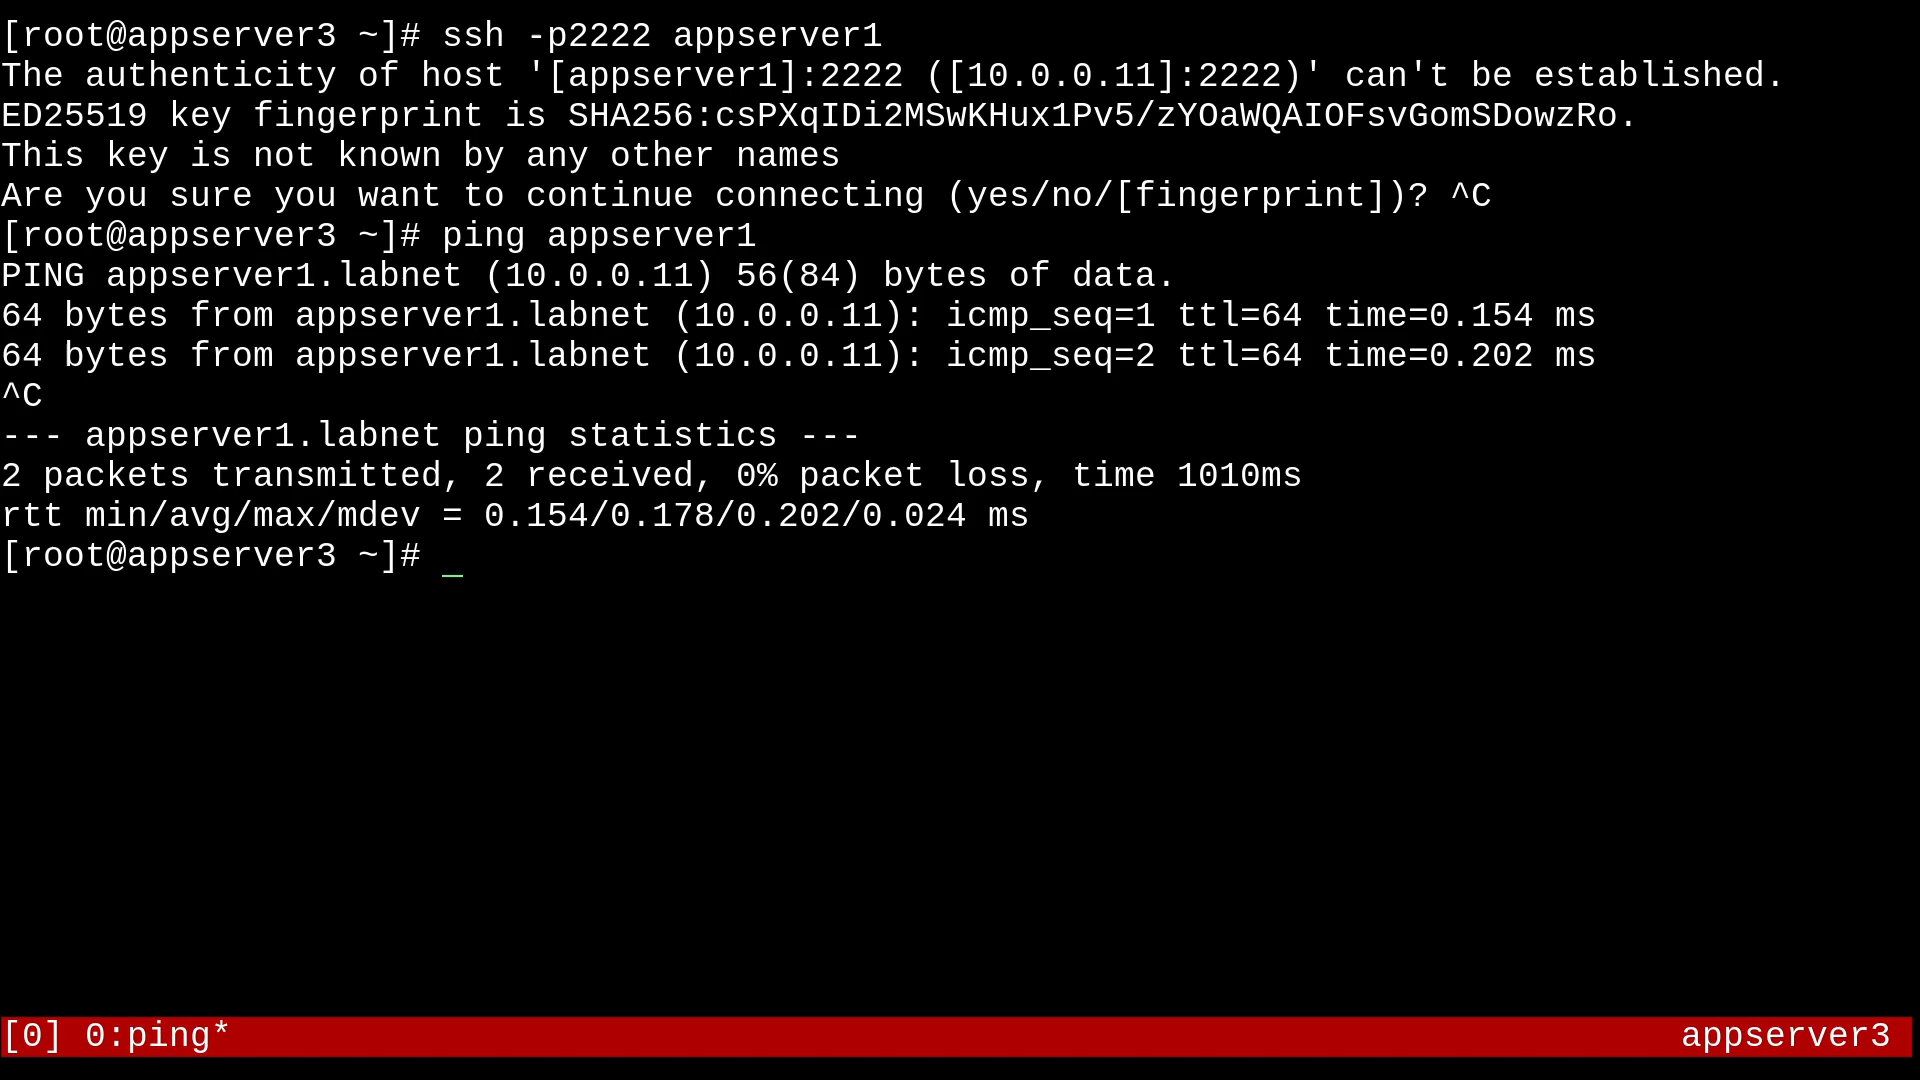 [root@appserver3 ~]# ssh -p2222 appserver1
The authenticity of host '[appserver1]:2222 ([10.0.0.11]:2222)' can't be established.
ED25519 key fingerprint is SHA256:csPXqIDi2MSwKHux1Pv5/zYOaWQAIOFsvGomSDowzRo.
This key is not known by any other names
Are you sure you want to continue connecting (yes/no/[fingerprint])? ^C
[root@appserver3 ~]# ping appserver1
PING appserver1.labnet (10.0.0.11) 56(84) bytes of data.
64 bytes from appserver1.labnet (10.0.0.11): icmp_seq=1 ttl=64 time=0.154 ms
64 bytes from appserver1.labnet (10.0.0.11): icmp_seq=2 ttl=64 time=0.202 ms
^C
--- appserver1.labnet ping statistics ---
2 packets transmitted, 2 received, 0% packet loss, time 1010ms
rtt min/avg/max/mdev = 0.154/0.178/0.202/0.024 ms
[root@appserver3 ~]# _
[0] 0:ping* appserver3